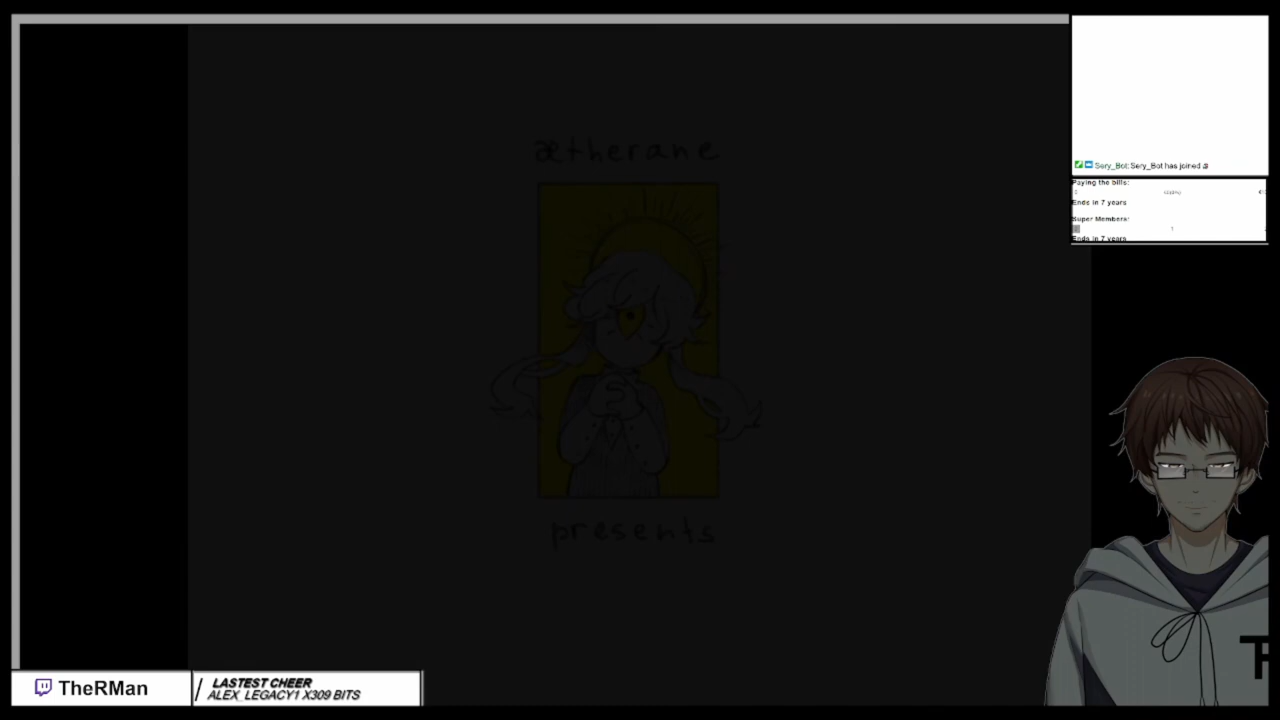 ætherane
presents
Sery_Bot: Sery_Bot has joined
Paying the bills:
Ends in 7 years
Super Members:
1
Ends in 7 years
TheRMan
LASTEST CHEER
ALEX_LEGACY1 X309 BITS